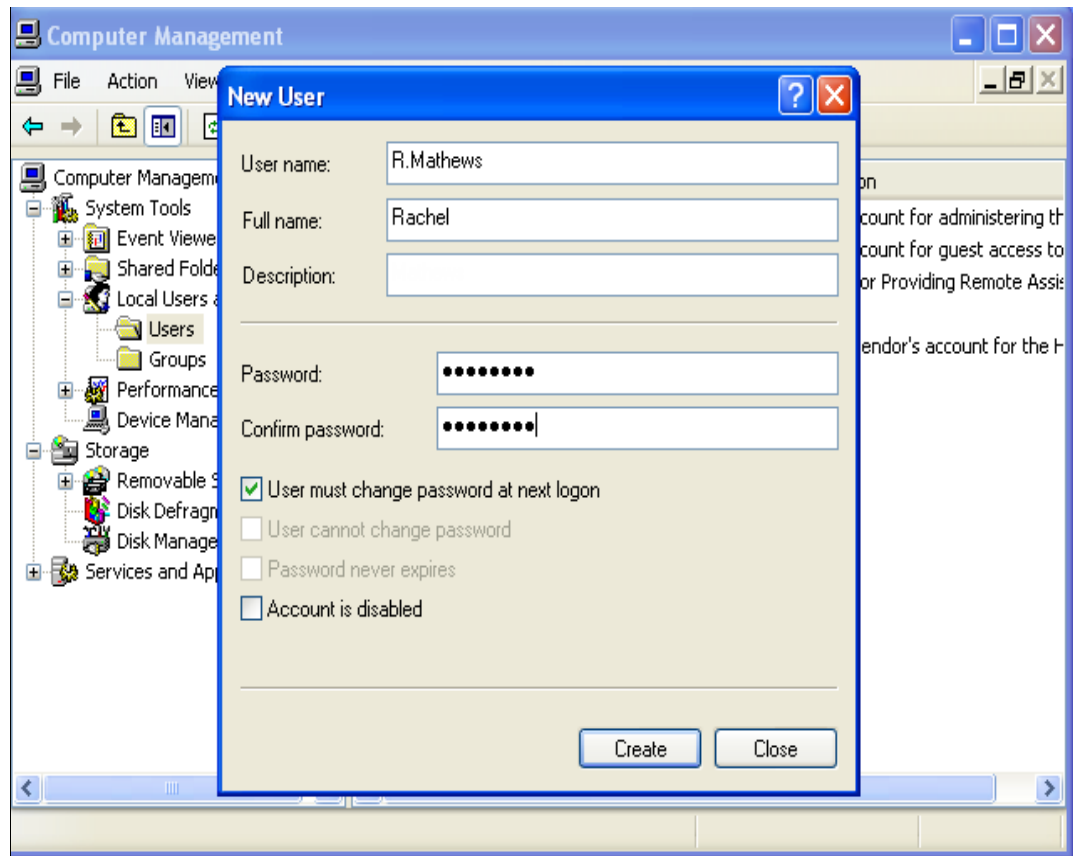 Computer Management
File Action View
New User
User name: R.Mathews
Full name: Rachel
Description:
Password: ●●●●●●●●
Confirm password: ●●●●●●●●
User must change password at next logon
User cannot change password
Password never expires
Account is disabled
Create Close
Computer Managem
System Tools
Event Viewe
Shared Folde
Local Users a
Users
Groups
Performance
Device Mana
Storage
Removable S
Disk Defragn
Disk Manage
Services and Ap
on
count for administering th
count for guest access to
or Providing Remote Assis
endor's account for the H